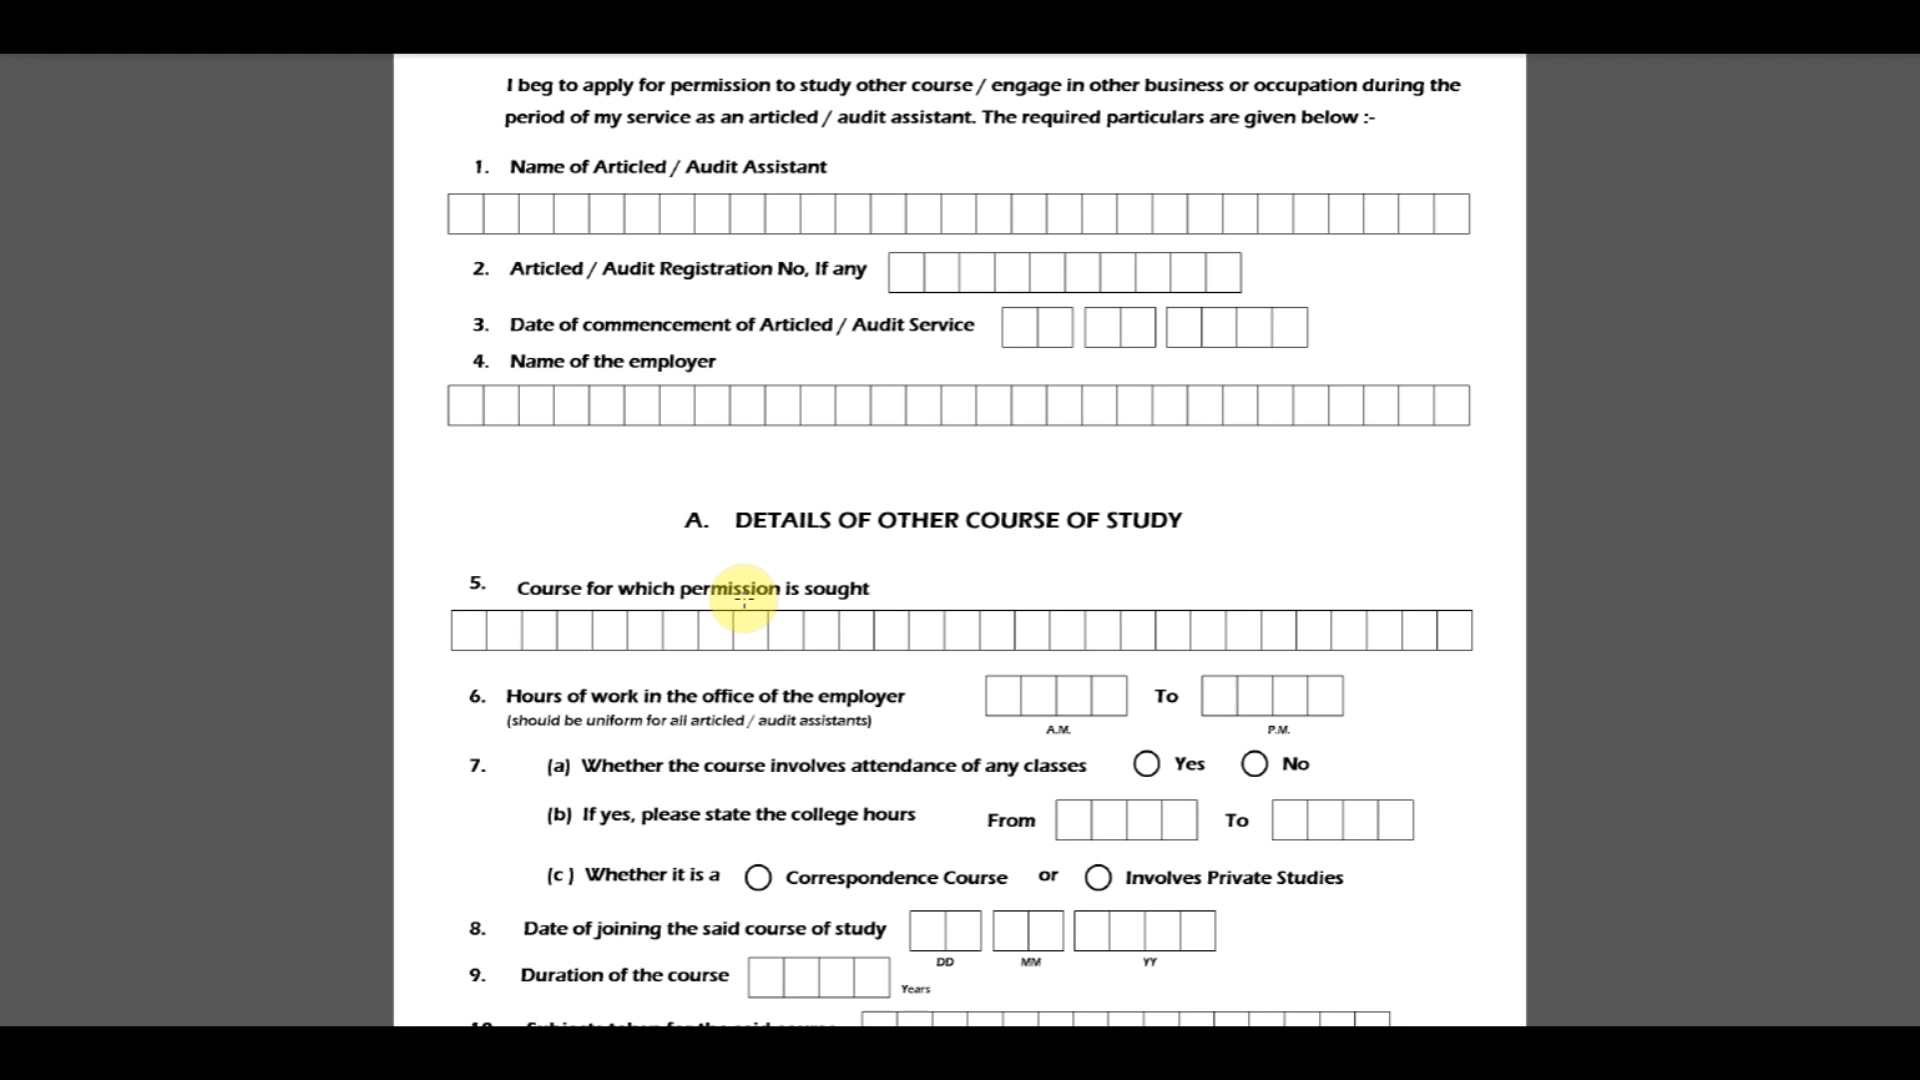 I beg to apply for permission to study other course / engage in other business or occupation during the
period of my service as an articled / audit assistant. The required particulars are given below :-
1. Name of Articled / Audit Assistant
2. Articled / Audit Registration No, If any
3. Date of commencement of Articled / Audit Service
4. Name of the employer
A. DETAILS OF OTHER COURSE OF STUDY
5. Course for which permission is sought
6. Hours of work in the office of the employer To
(should be uniform for all articled / audit assistants)
A.M. P.M.
7. (a) Whether the course involves attendance of any classes Yes No
(b) If yes, please state the college hours From To
(c ) Whether it is a Correspondence Course or Involves Private Studies
8. Date of joining the said course of study
DD MM YY
9. Duration of the course
Years
10. Subjects taken for the said course